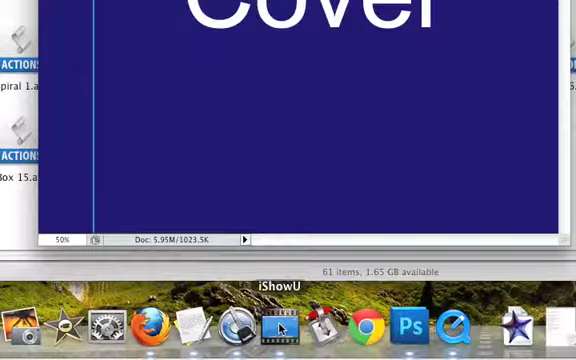 Cover
ACTIONS
piral 1.a
ACTIONS
Box 15.a
50%
Doc: 5.95M/1023.5K
61 items, 1.65 GB available
iShowU
Ps